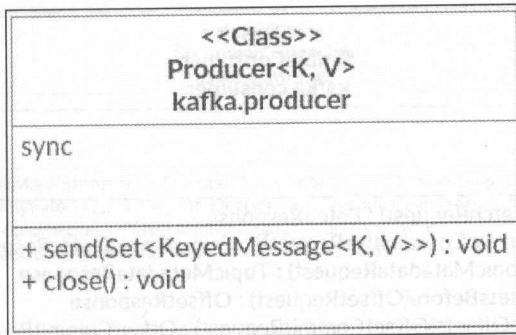 <<Class>>
Producer<K, V>
kafka.producer
sync
+ send(Set<KeyedMessage<K, V>>) : void
+ close() : void